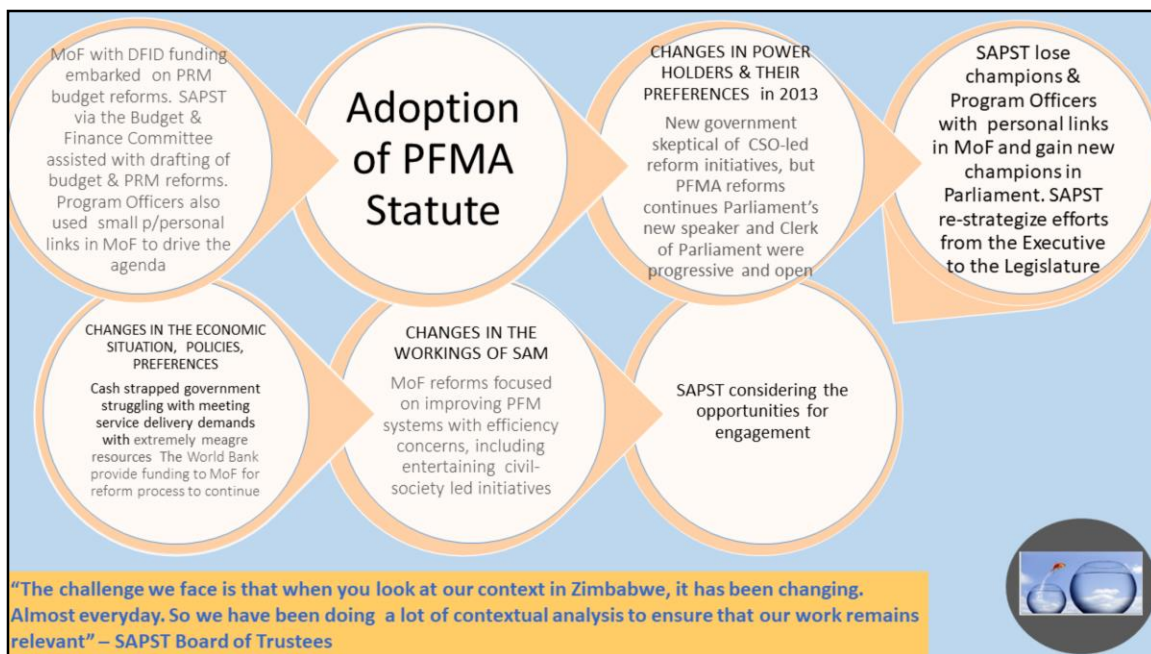 MoF with DFID funding
embarked on PRM
budget reforms. SAPST
via the Budget &
Finance Committee
assisted with drafting of
budget & PRM reforms.
Program Officers also
used small p/personal
links in MoF to drive the
agenda
Adoption
of PFMA
Statute
CHANGES IN POWER
HOLDERS & THEIR
PREFERENCES in 2013
New government
skeptical of CSO-led
reform initiatives, but
PFMA reforms
continues Parliament’s
new speaker and Clerk
of Parliament were
progressive and open
SAPST lose
champions &
Program Officers
with personal links
in MoF and gain new
champions in
Parliament. SAPST
re-strategize efforts
from the Executive
to the Legislature
CHANGES IN THE ECONOMIC
SITUATION, POLICIES,
PREFERENCES
Cash strapped government
struggling with meeting
service delivery demands
with extremely meagre
resources The World Bank
provide funding to MoF for
reform process to continue
CHANGES IN THE
WORKINGS OF SAM
MoF reforms focused
on improving PFM
systems with efficiency
concerns, including
entertaining civil-
society led initiatives
SAPST considering the
opportunities for
engagement
“The challenge we face is that when you look at our context in Zimbabwe, it has been changing.
Almost everyday. So we have been doing a lot of contextual analysis to ensure that our work remains
relevant” – SAPST Board of Trustees